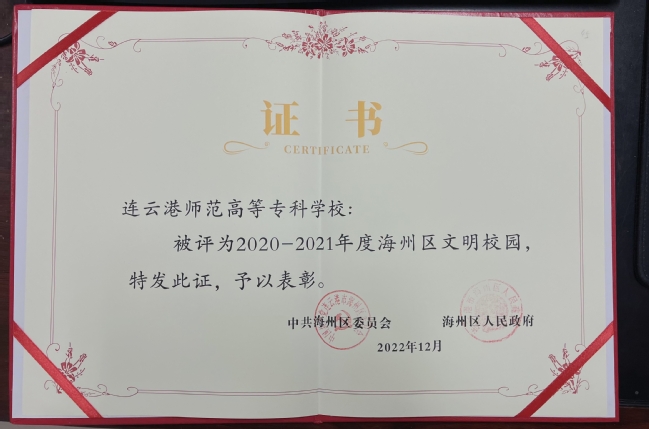 证 书
CERTIFICATE
连云港师范高等专科学校:
被评为2020-2021年度海州区文明校园,
特发此证,予以表彰。
中共海州区委员会 海州区人民政府
2022年12月